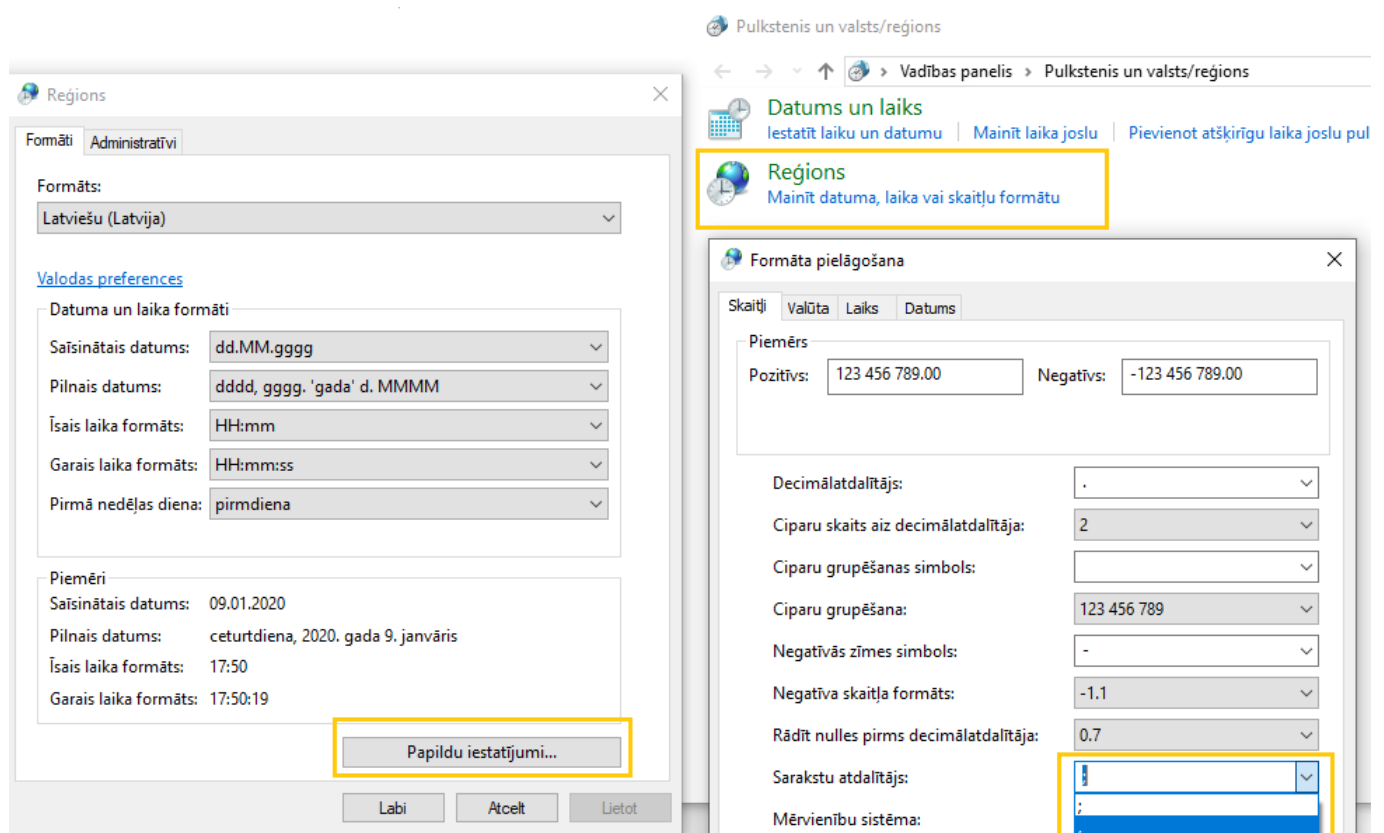 Reģions
Formāti
Administratīvi
Formāts:
Latviešu (Latvija)
Valodas preferences
Datuma un laika formāti
Saīsinātais datums: dd.MM.gggg
Pilnais datums: dddd, gggg. 'gada' d. MMMM
Īsais laika formāts: HH:mm
Garais laika formāts: HH:mm:ss
Pirmā nedēļas diena: pirmdiena
Piemēri
Saīsinātais datums: 09.01.2020
Pilnais datums: ceturtdiena, 2020. gada 9. janvāris
Īsais laika formāts: 17:50
Garais laika formāts: 17:50:19
Papildu iestatījumi...
Labi
Atcelt
Lietot
Pulkstenis un valsts/reģions
Vadības panelis › Pulkstenis un valsts/reģions
Datums un laiks
Iestatīt laiku un datumu | Mainīt laika joslu | Pievienot atšķirīgu laika joslu pul
Reģions
Mainīt datuma, laika vai skaitļu formātu
Formāta pielāgošana
Skaitļi
Valūta
Laiks
Datums
Piemērs
Pozitīvs: 123 456 789.00 Negatīvs: -123 456 789.00
Decimālatdalītājs: .
Ciparu skaits aiz decimālatdalītāja: 2
Ciparu grupēšanas simbols:
Ciparu grupēšana: 123 456 789
Negatīvās zīmes simbols: -
Negatīva skaitļa formāts: -1.1
Rādīt nulles pirms decimālatdalītāja: 0.7
Sarakstu atdalītājs: ;
;
Mērvienību sistēma: